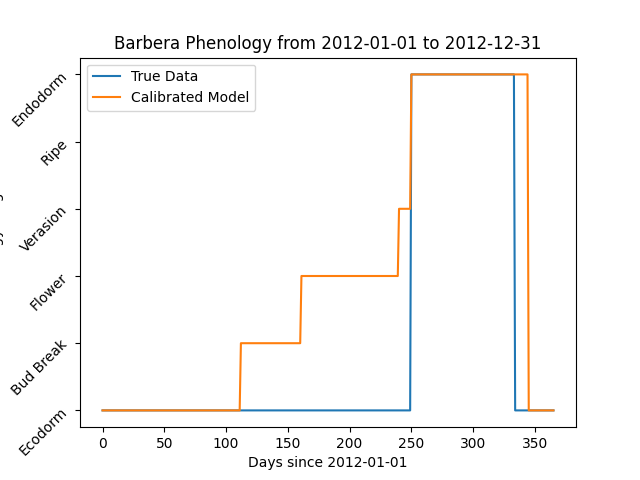 Barbera Phenology from 2012-01-01 to 2012-12-31
True Data
Calibrated Model
Endodorm
Ripe
Verasion
Flower
Bud Break
Ecodorm
0 50 100 150 200 250 300 350
Days since 2012-01-01